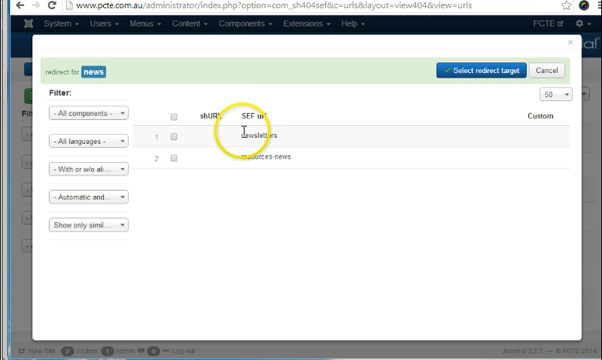 www.pcte.com.au/administrator/index.php?option=com_sh404sef&c=urls&layout=view404&view=urls
System Users Menus Content Components Extensions Help PCTE
redirect for news
Select redirect target Cancel
Filter:
50
- All components -
shURL SEF url Custom
1 newsletters
- All languages -
2 resources-news
- With or w/o ali...
- Automatic and...
Show only simil...
View Site 0 Visitors 1 Admin Log out
Joomla! 3.2.1 — © PCTE 2014